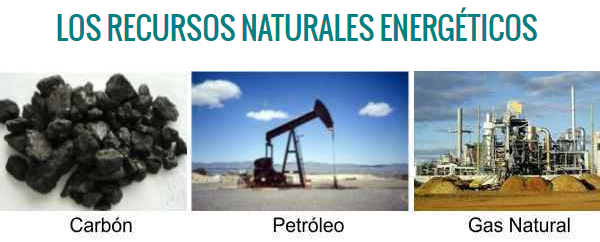 LOS RECURSOS NATURALES ENERGÉTICOS
Carbón Petróleo Gas Natural